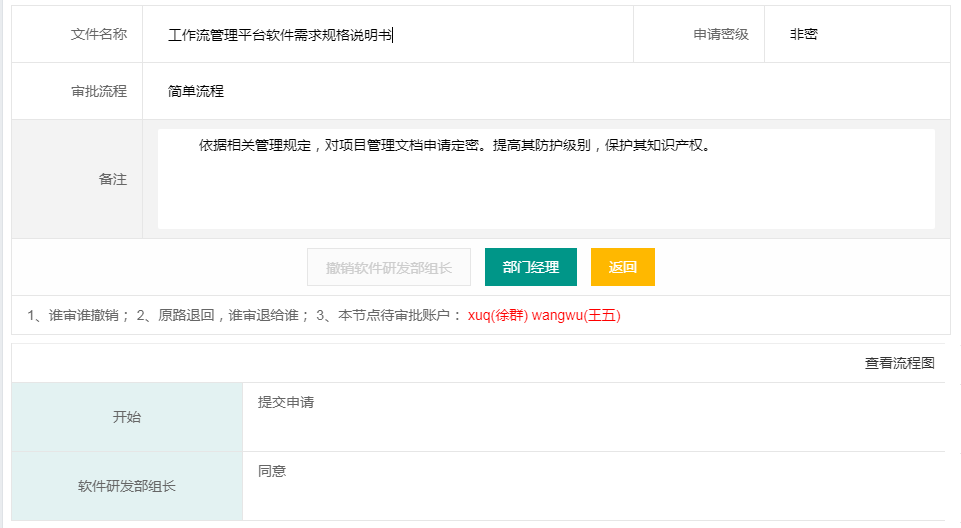 文件名称 工作流管理平台软件需求规格说明书 申请密级 非密
审批流程 简单流程
备注 依据相关管理规定，对项目管理文档申请定密。提高其防护级别，保护其知识产权。
撤销软件研发部组长 部门经理 返回
1、谁审谁撤销； 2、原路退回，谁审退给谁； 3、本节点待审批账户： xuq(徐群) wangwu(王五)
查看流程图
开始 提交申请
软件研发部组长 同意